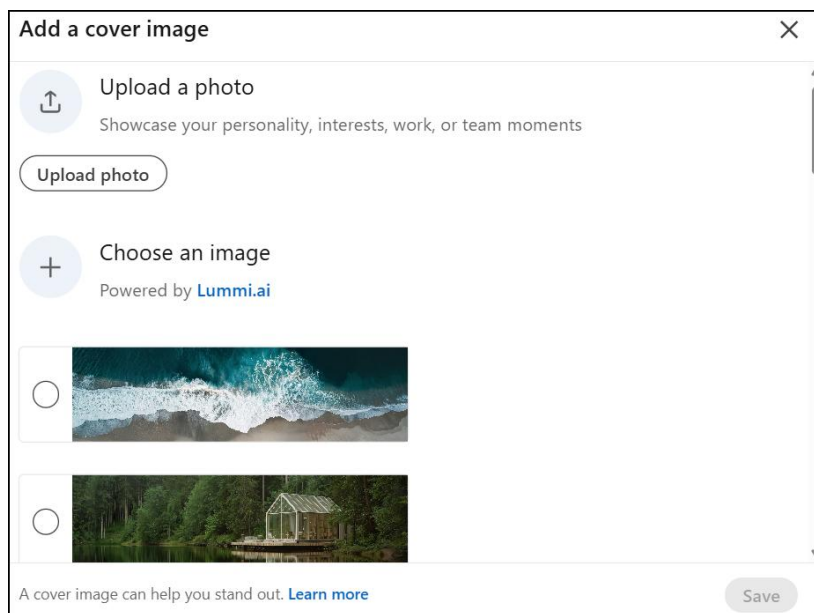 Add a cover image
Upload a photo
Showcase your personality, interests, work, or team moments
Upload photo
Choose an image
Powered by Lummi.ai
A cover image can help you stand out. Learn more
Save